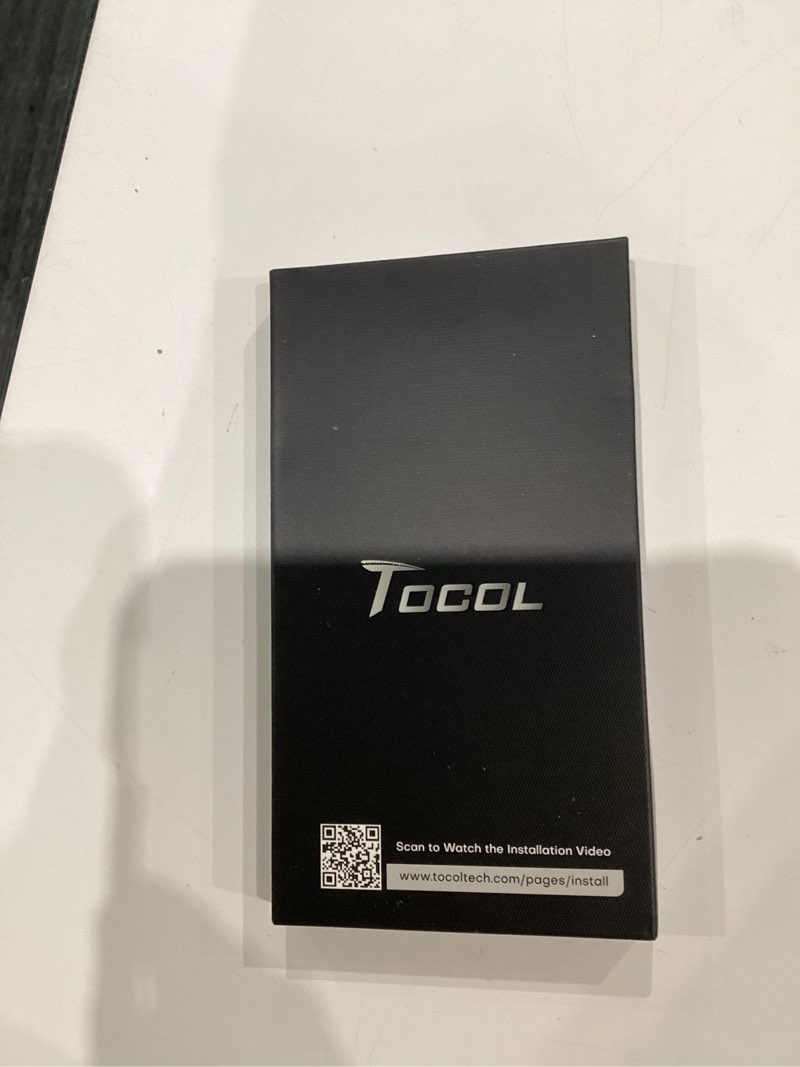 TOCOL
Scan to Watch the Installation Video
www.tocoltech.com/pages/install